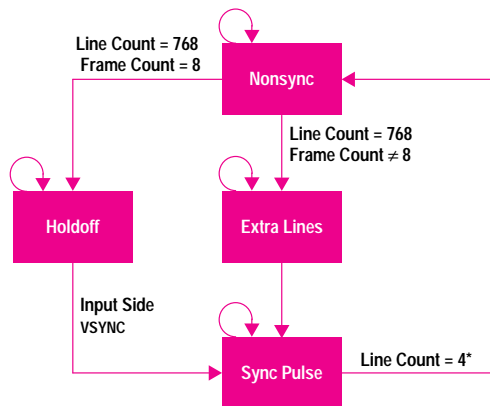 Line Count = 768
Frame Count = 8
Nonsync
Line Count = 768
Frame Count ≠ 8
Holdoff
Extra Lines
Input Side
VSYNC
Sync Pulse
Line Count = 4*